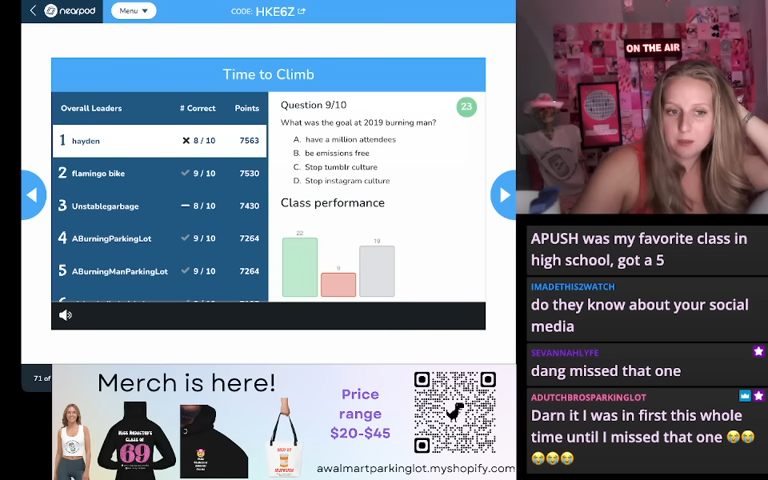 nearpod
Menu
CODE: HKE6Z
Time to Climb
Overall Leaders # Correct Points
1 hayden 8 / 10 7563
2 flamingo bike 9 / 10 7530
3 Unstablegarbage 8 / 10 7430
4 ABurningParkingLot 9 / 10 7264
5 ABurningManParkingLot 9 / 10 7264
Question 9/10
23
What was the goal at 2019 burning man?
A. have a million attendees
B. be emissions free
C. Stop tumblr culture
D. Stop instagram culture
Class performance
22
9
19
71 of
Merch is here!
Price
range
$20-$45
CLASS OF
69
awalmartparkinglot.myshopify.com
ON THE AIR
APUSH was my favorite class in
high school, got a 5
IMADETHIS2WATCH
do they know about your social
media
SEVANNAHLYFE
dang missed that one
ADUTCHBROSPARKINGLOT
Darn it I was in first this whole
time until I missed that one 😭😭
😭😭😭